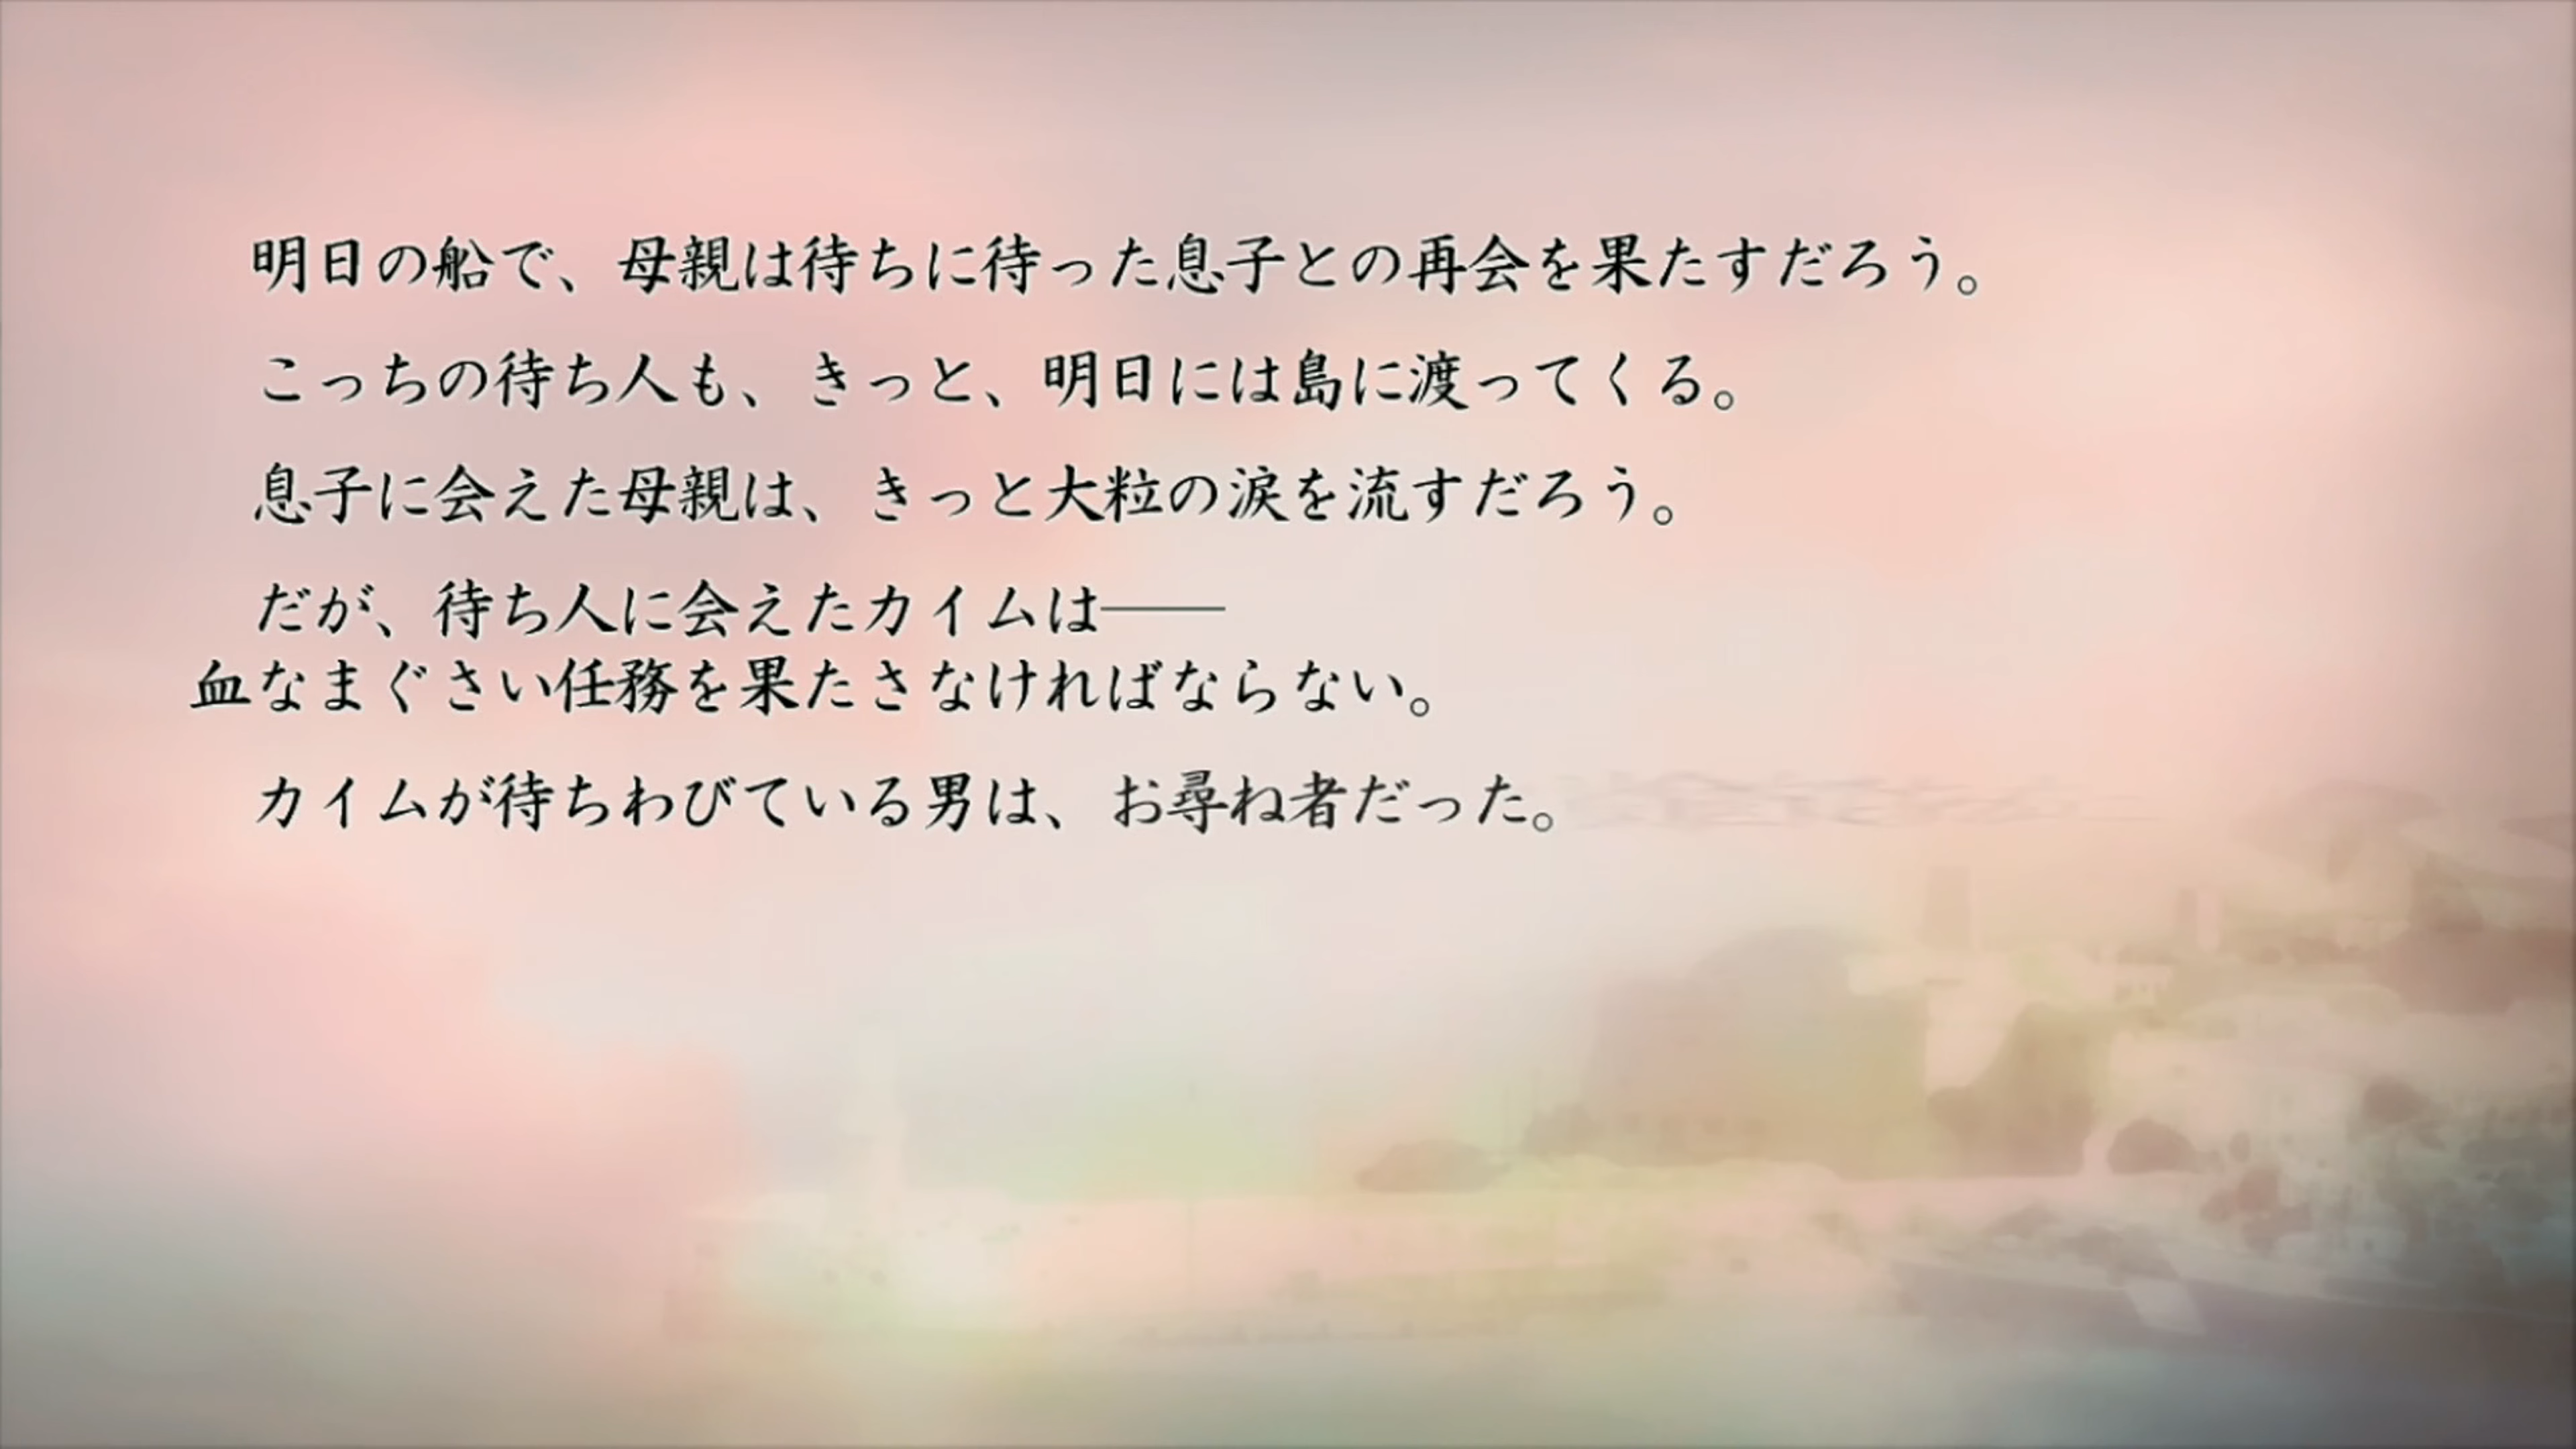 明日の船で、母親は待ちに待った息子との再会を果たすだろう。
こっちの待ち人も、きっと、明日には島に渡ってくる。
息子に会えた母親は、きっと大粒の涙を流すだろう。
だが、待ち人に会えたカイムは――
血なまぐさい任務を果たさなければならない。
カイムが待ちわびている男は、お尋ね者だった。